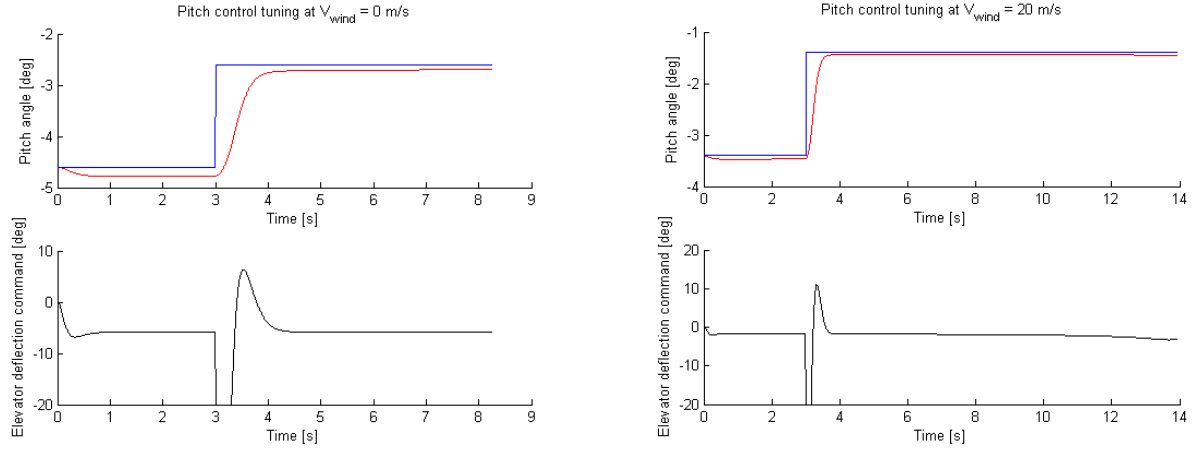 Pitch control tuning at V_wind = 0 m/s
Pitch angle [deg]
-2
-3
-4
-5
0 1 2 3 4 5 6 7 8 9
Time [s]
Elevator deflection command [deg]
10
0
-10
-20
0 1 2 3 4 5 6 7 8 9
Time [s]
Pitch control tuning at V_wind = 20 m/s
Pitch angle [deg]
-1
-2
-3
-4
0 2 4 6 8 10 12 14
Time [s]
Elevator deflection command [deg]
20
10
0
-10
-20
0 2 4 6 8 10 12 14
Time [s]